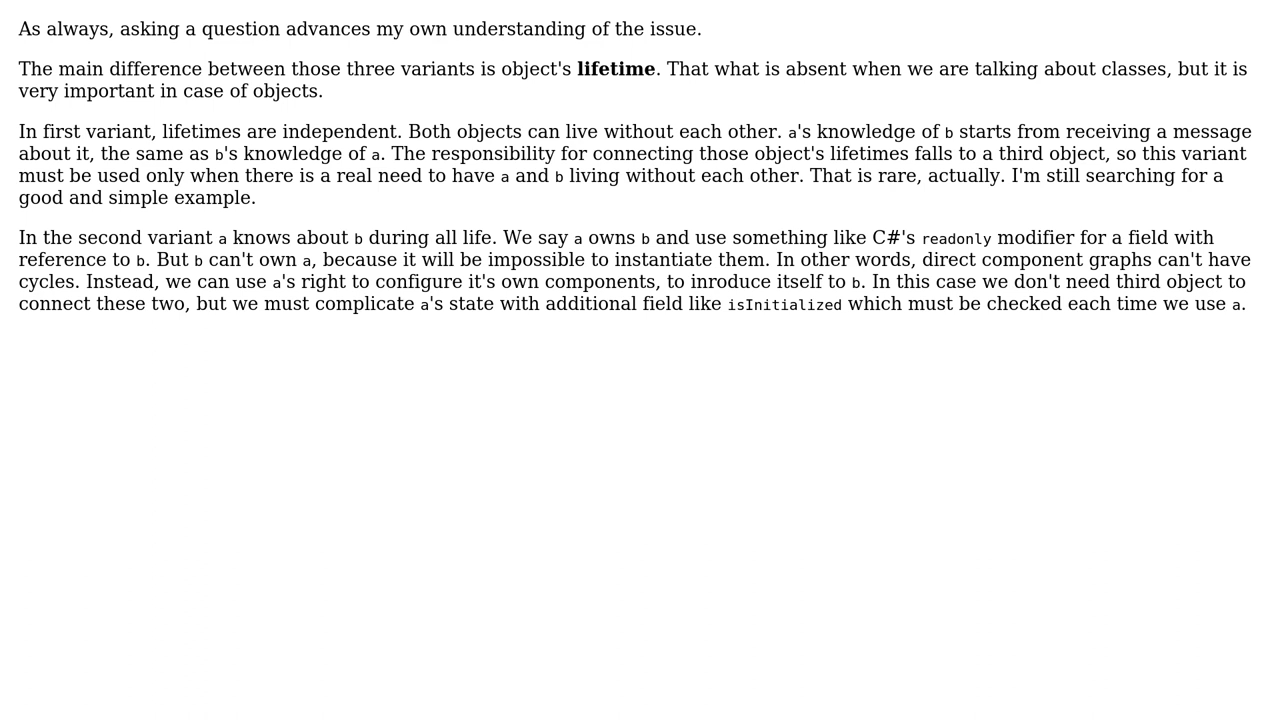 As always, asking a question advances my own understanding of the issue.
The main difference between those three variants is object's lifetime. That what is absent when we are talking about classes, but it is
very important in case of objects.
In first variant, lifetimes are independent. Both objects can live without each other. a's knowledge of b starts from receiving a message
about it, the same as b's knowledge of a. The responsibility for connecting those object's lifetimes falls to a third object, so this variant
must be used only when there is a real need to have a and b living without each other. That is rare, actually. I'm still searching for a
good and simple example.
In the second variant a knows about b during all life. We say a owns b and use something like C#'s readonly modifier for a field with
reference to b. But b can't own a, because it will be impossible to instantiate them. In other words, direct component graphs can't have
cycles. Instead, we can use a's right to configure it's own components, to inroduce itself to b. In this case we don't need third object to
connect these two, but we must complicate a's state with additional field like isInitialized which must be checked each time we use a.